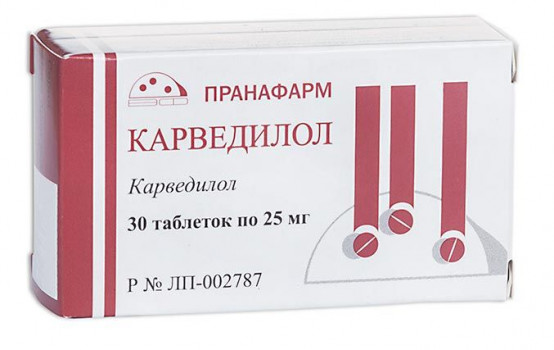 ПРАНАФАРМ
КАРВЕДИЛОЛ
Карведилол
30 таблеток по 25 мг
Р № ЛП-002787